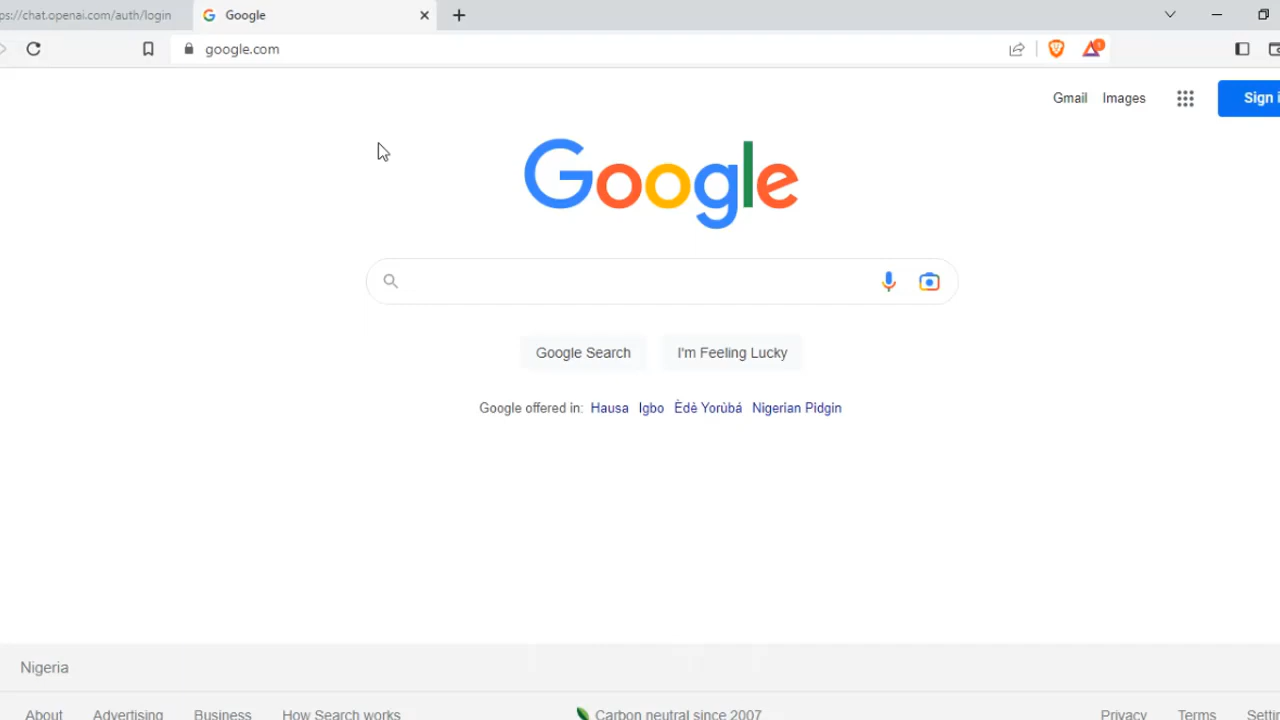 ps://chat.openai.com/auth/login
Google
google.com
Gmail Images
Sign i
Google
Google Search I'm Feeling Lucky
Google offered in: Hausa Igbo Èdè Yorùbá Nigerian Pidgin
Nigeria
About Advertising Business How Search works Carbon neutral since 2007 Privacy Terms Settin